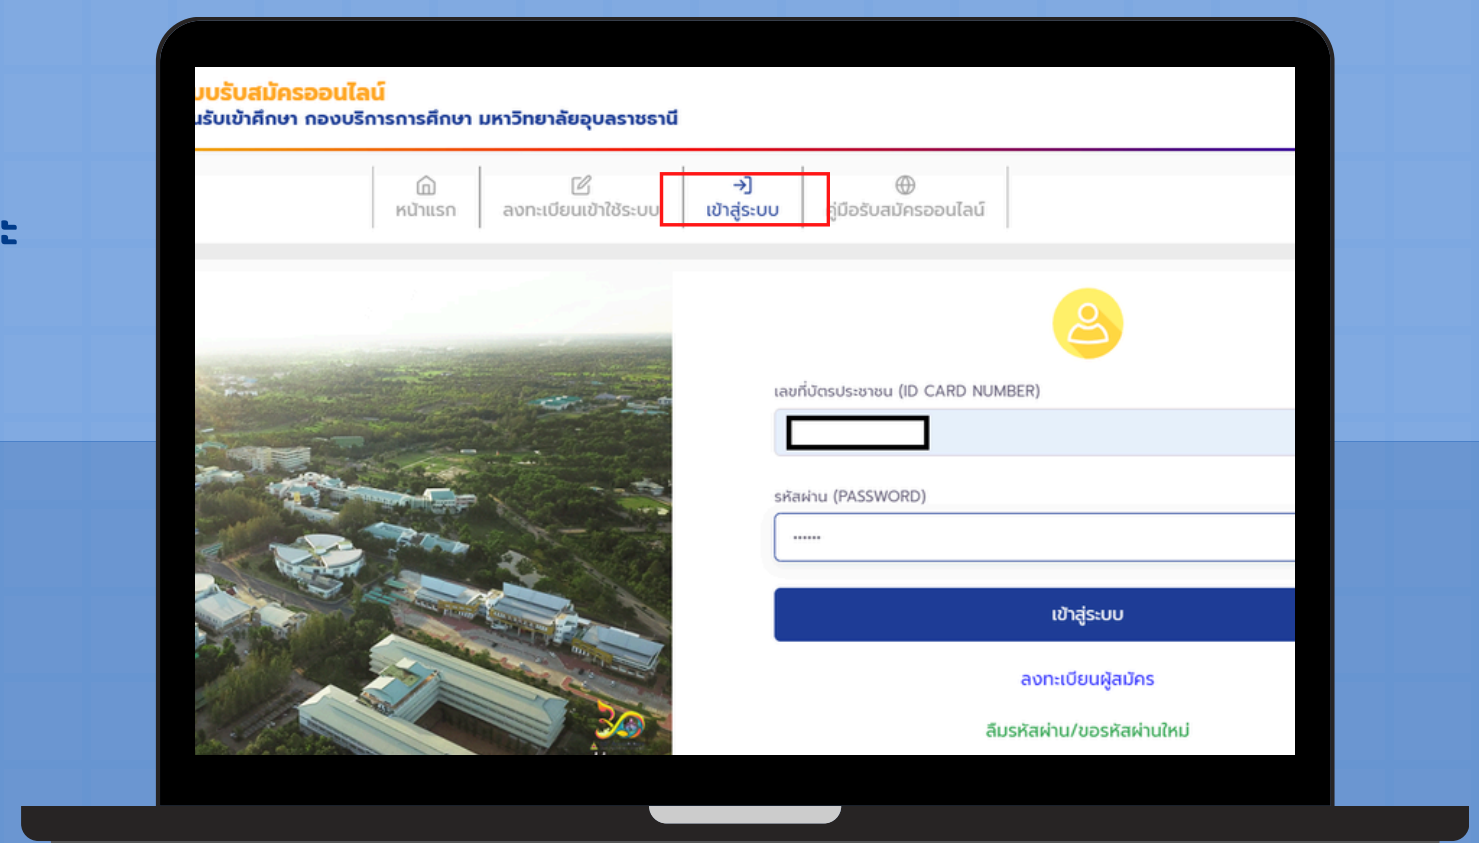 บบรับสมัครออนไลน์
นรับเข้าศึกษา กองบริการการศึกษา มหาวิทยาลัยอุบลราชธานี
หน้าแรก
ลงทะเบียนเข้าใช้ระบบ
เข้าสู่ระบบ
คู่มือรับสมัครออนไลน์
เลขที่บัตรประชาชน (ID CARD NUMBER)
รหัสผ่าน (PASSWORD)
······
เข้าสู่ระบบ
ลงทะเบียนผู้สมัคร
ลืมรหัสผ่าน/ขอรหัสผ่านใหม่
30